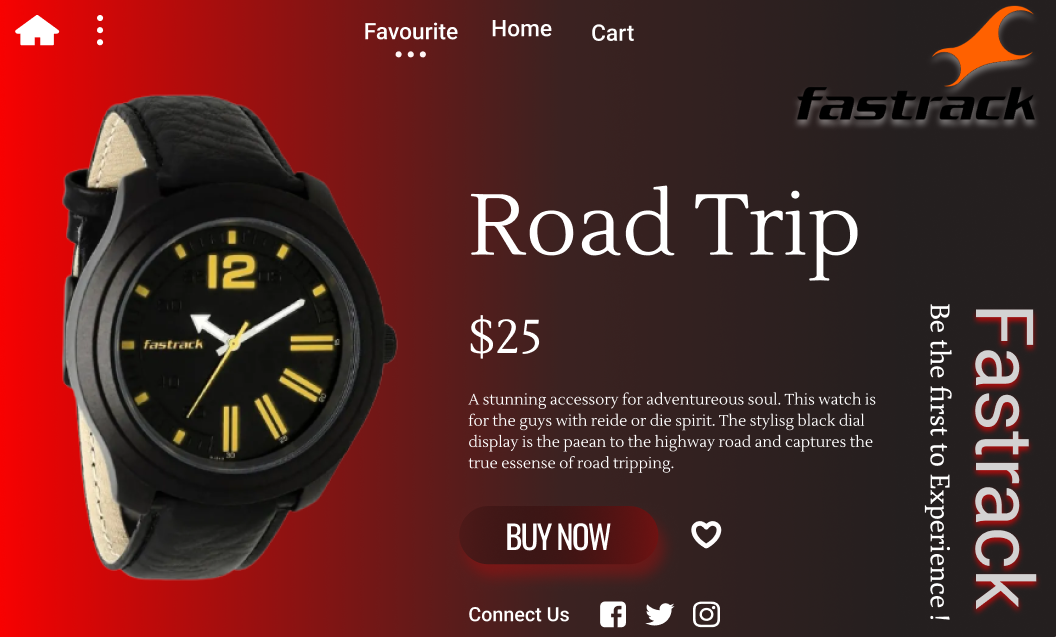 Favourite Home Cart
fastrack
Road Trip
12
fastrack
$25
A stunning accessory for adventureous soul. This watch is
for the guys with reide or die spirit. The stylisg black dial
display is the paean to the highway road and captures the
true essense of road tripping.
BUY NOW
Connect Us
Be the first to Experience !
Fastrack